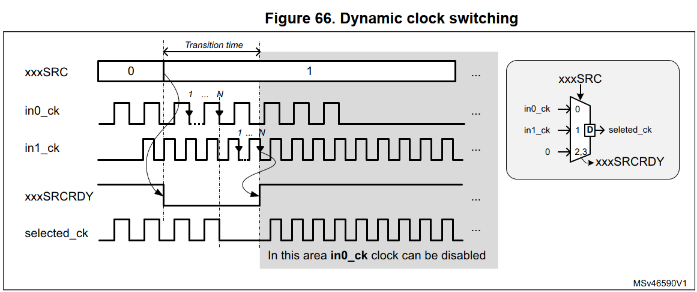 Figure 66. Dynamic clock switching
Transition time
xxxSRC 0 1 ...
in0_ck 1 ... N ...
in1_ck 1 ... N ...
xxxSRCRDY ...
selected_ck ...
In this area in0_ck clock can be disabled
xxxSRC
in0_ck 0
in1_ck 1 D seleted_ck
0 2,3
xxxSRCRDY
MSv46590V1